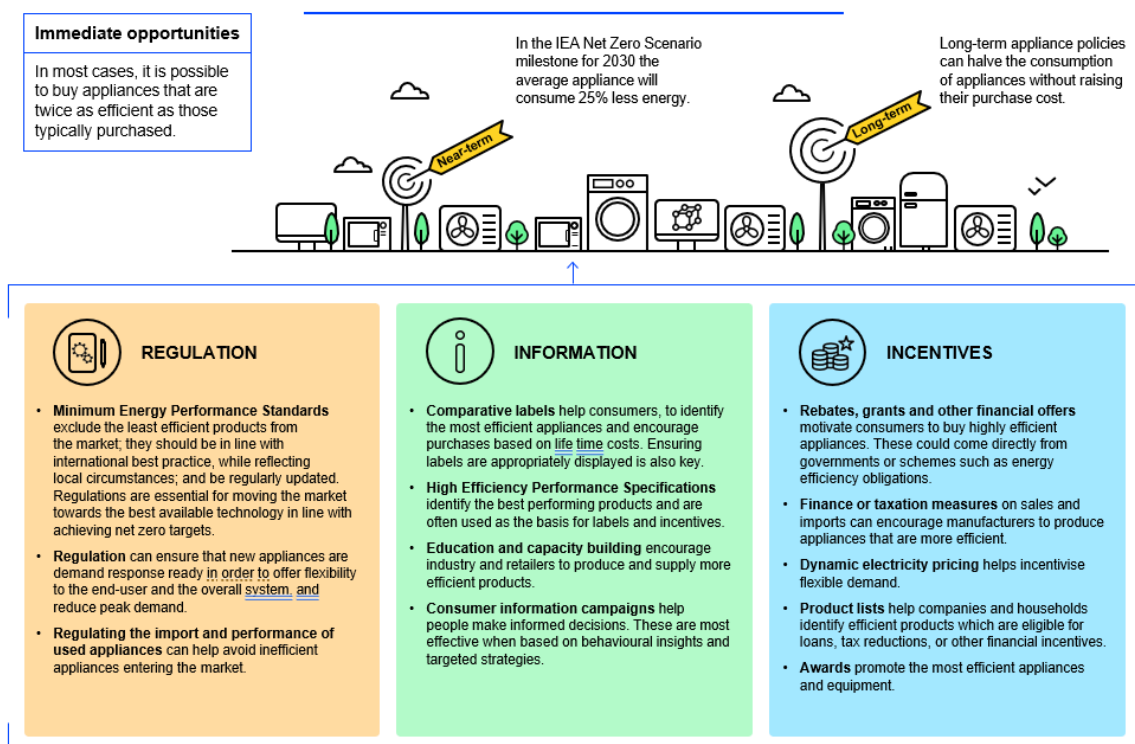 Immediate opportunities
In most cases, it is possible
to buy appliances that are
twice as efficient as those
typically purchased.
In the IEA Net Zero Scenario
milestone for 2030 the
average appliance will
consume 25% less energy.
Long-term appliance policies
can halve the consumption
of appliances without raising
their purchase cost.
Near-term
Long-term
REGULATION
• Minimum Energy Performance Standards
exclude the least efficient products from
the market; they should be in line with
international best practice, while reflecting
local circumstances; and be regularly updated.
Regulations are essential for moving the market
towards the best available technology in line with
achieving net zero targets.
• Regulation can ensure that new appliances are
demand response ready in order to offer flexibility
to the end-user and the overall system, and
reduce peak demand.
• Regulating the import and performance of
used appliances can help avoid inefficient
appliances entering the market.
INFORMATION
• Comparative labels help consumers, to identify
the most efficient appliances and encourage
purchases based on life time costs. Ensuring
labels are appropriately displayed is also key.
• High Efficiency Performance Specifications
identify the best performing products and are
often used as the basis for labels and incentives.
• Education and capacity building encourage
industry and retailers to produce and supply more
efficient products.
• Consumer information campaigns help
people make informed decisions. These are most
effective when based on behavioural insights and
targeted strategies.
INCENTIVES
• Rebates, grants and other financial offers
motivate consumers to buy highly efficient
appliances. These could come directly from
governments or schemes such as energy
efficiency obligations.
• Finance or taxation measures on sales and
imports can encourage manufacturers to produce
appliances that are more efficient.
• Dynamic electricity pricing helps incentivise
flexible demand.
• Product lists help companies and households
identify efficient products which are eligible for
loans, tax reductions, or other financial incentives.
• Awards promote the most efficient appliances
and equipment.